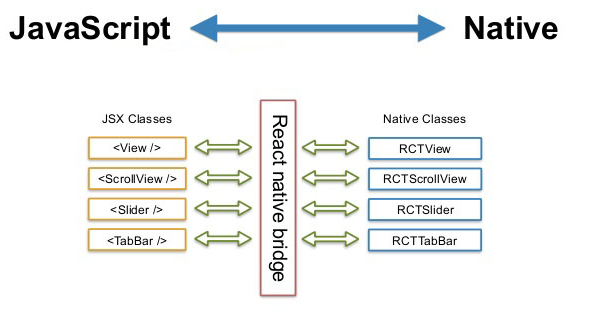 JavaScript Native
JSX Classes Native Classes
<View /> RCTView
<ScrollView /> RCTScrollView
<Slider /> RCTSlider
<TabBar /> RCTTabBar
React native bridge